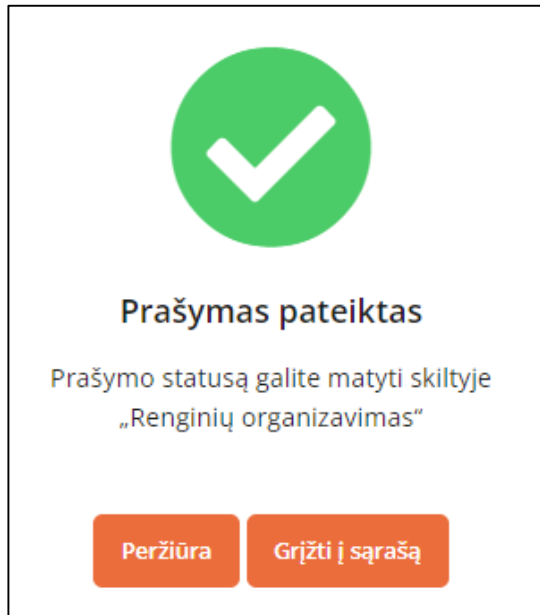 Prašymas pateiktas
Prašymo statusą galite matyti skiltyje
„Renginių organizavimas“
Peržiūra
Grįžti į sąrašą